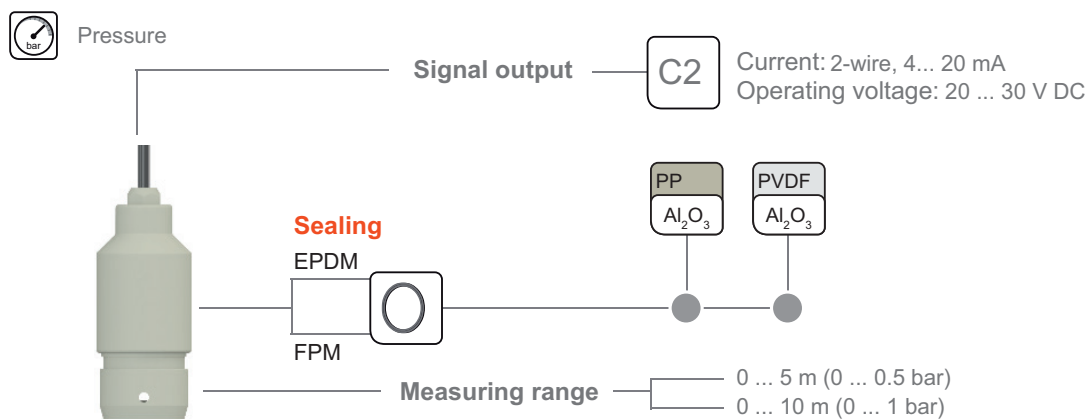 bar
Pressure
Signal output
C2
Current: 2-wire, 4... 20 mA
Operating voltage: 20 ... 30 V DC
PP
Al₂O₃
PVDF
Al₂O₃
Sealing
EPDM
FPM
Measuring range
0 ... 5 m (0 ... 0.5 bar)
0 ... 10 m (0 ... 1 bar)